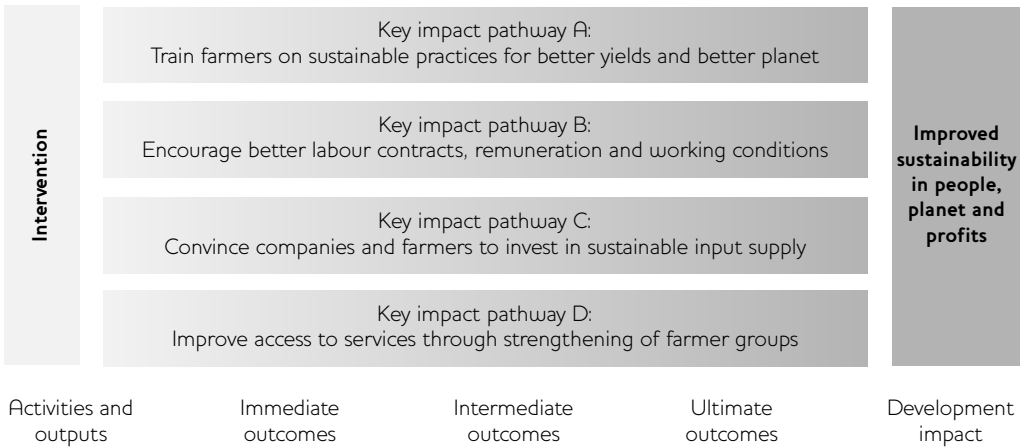 Intervention
Key impact pathway A:
Train farmers on sustainable practices for better yields and better planet
Key impact pathway B:
Encourage better labour contracts, remuneration and working conditions
Key impact pathway C:
Convince companies and farmers to invest in sustainable input supply
Key impact pathway D:
Improve access to services through strengthening of farmer groups
Improved
sustainability
in people,
planet and
profits
Activities and
outputs
Immediate
outcomes
Intermediate
outcomes
Ultimate
outcomes
Development
impact